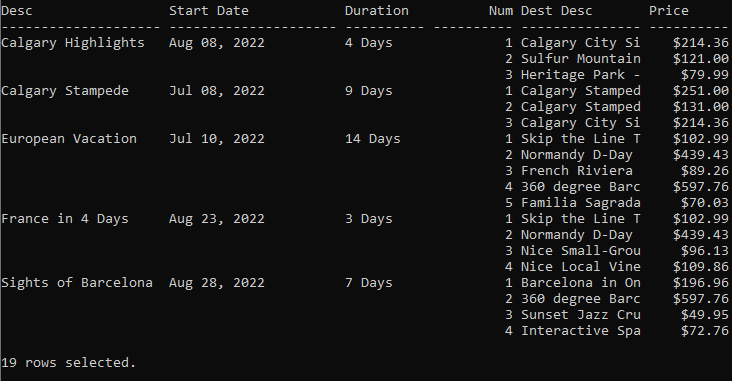 Desc                 Start Date            Duration          Num Dest Desc       Price
-------------------- --------------------- ---------- ---------- --------------- ----------
Calgary Highlights   Aug 08, 2022          4 Days              1 Calgary City Si    $214.36
                                                               2 Sulfur Mountain    $121.00
                                                               3 Heritage Park -     $79.99
Calgary Stampede     Jul 08, 2022          9 Days              1 Calgary Stamped    $251.00
                                                               2 Calgary Stamped    $131.00
                                                               3 Calgary City Si    $214.36
European Vacation    Jul 10, 2022          14 Days             1 Skip the Line T    $102.99
                                                               2 Normandy D-Day     $439.43
                                                               3 French Riviera      $89.26
                                                               4 360 degree Barc    $597.76
                                                               5 Familia Sagrada     $70.03
France in 4 Days     Aug 23, 2022          3 Days              1 Skip the Line T    $102.99
                                                               2 Normandy D-Day     $439.43
                                                               3 Nice Small-Grou     $96.13
                                                               4 Nice Local Vine    $109.86
Sights of Barcelona  Aug 28, 2022          7 Days              1 Barcelona in On    $196.96
                                                               2 360 degree Barc    $597.76
                                                               3 Sunset Jazz Cru     $49.95
                                                               4 Interactive Spa     $72.76
19 rows selected.